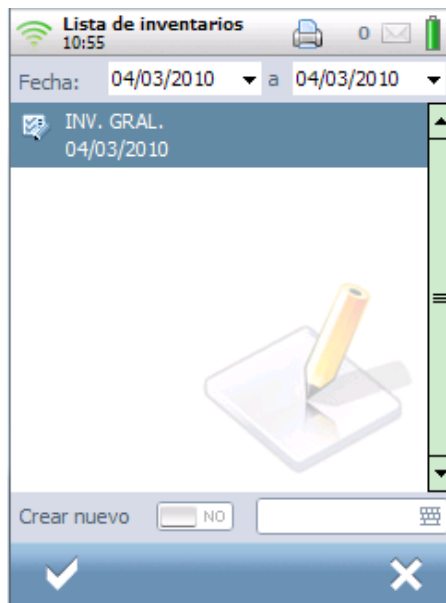 Lista de inventarios
10:55
0
Fecha: 04/03/2010 a 04/03/2010
INV. GRAL.
04/03/2010
Crear nuevo NO